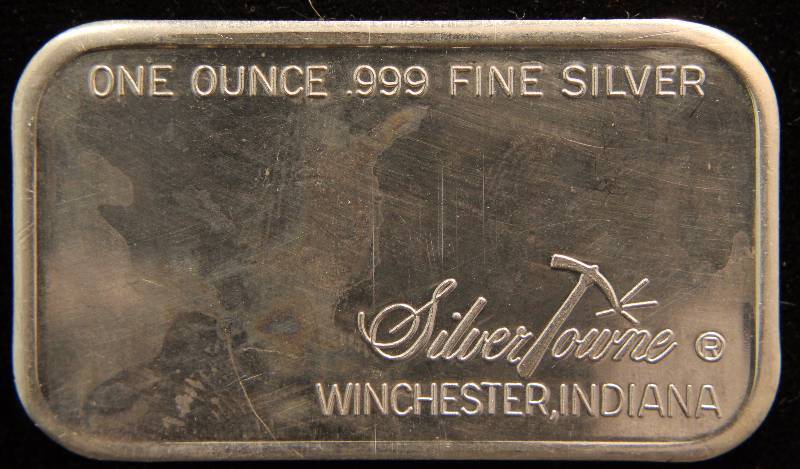 ONE OUNCE .999 FINE SILVER
SilverTowne ®
WINCHESTER, INDIANA